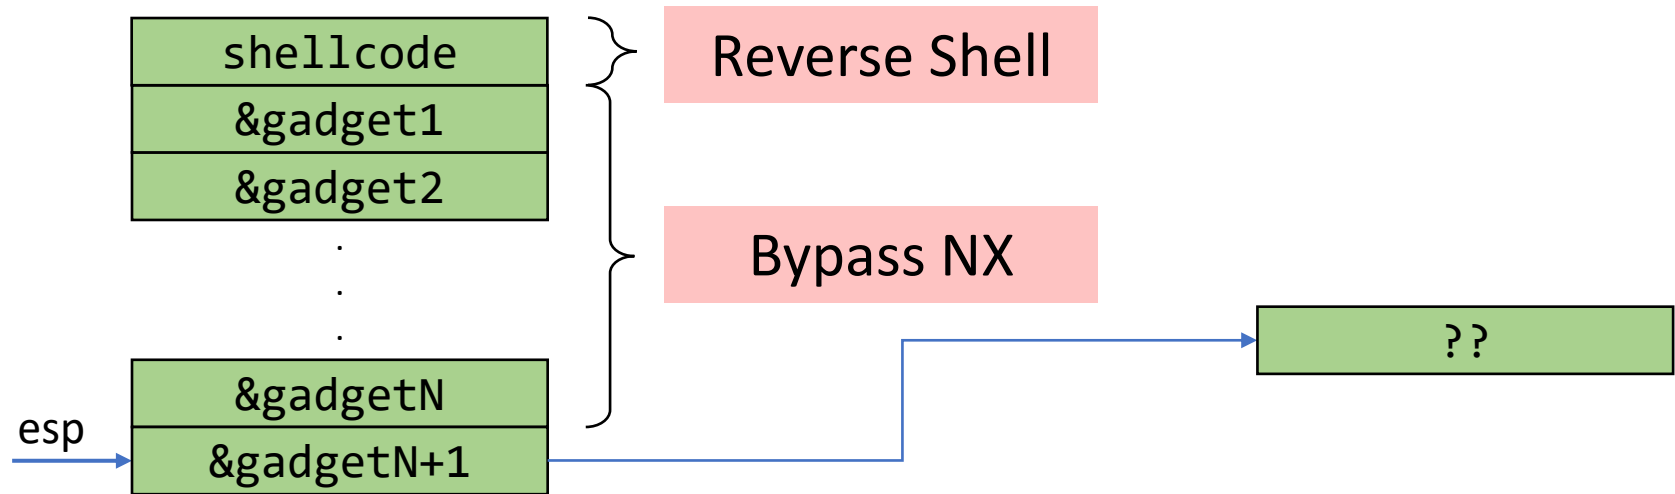 shellcode
Reverse Shell
&gadget1
&gadget2
.
.
.
Bypass NX
??
&gadgetN
esp
&gadgetN+1